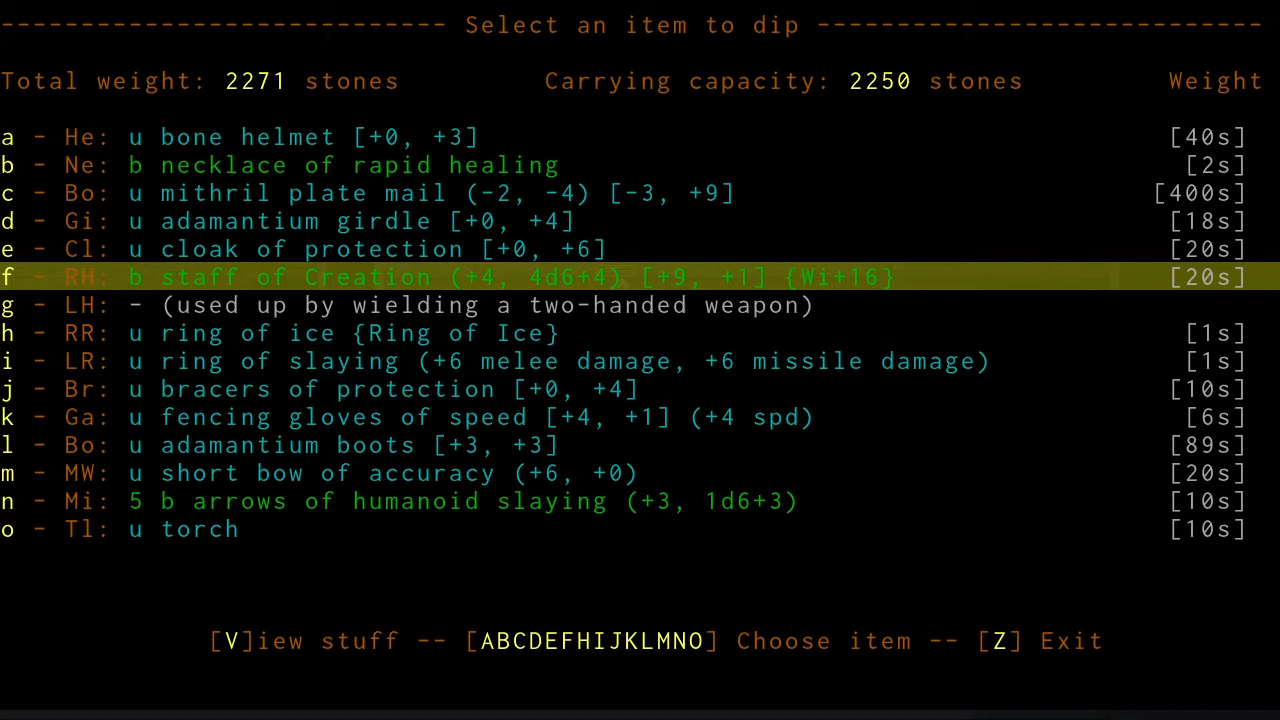 ---------------------------- Select an item to dip ----------------------------
Total weight: 2271 stones Carrying capacity: 2250 stones Weight
a - He: u bone helmet [+0, +3] [40s]
b - Ne: b necklace of rapid healing [2s]
c - Bo: u mithril plate mail (-2, -4) [-3, +9] [400s]
d - Gi: u adamantium girdle [+0, +4] [18s]
e - Cl: u cloak of protection [+0, +6] [20s]
f - RH: b staff of Creation (+4, 4d6+4) [+9, +1] {Wi+16} [20s]
g - LH: - (used up by wielding a two-handed weapon)
h - RR: u ring of ice {Ring of Ice} [1s]
i - LR: u ring of slaying (+6 melee damage, +6 missile damage) [1s]
j - Br: u bracers of protection [+0, +4] [10s]
k - Ga: u fencing gloves of speed [+4, +1] (+4 spd) [6s]
l - Bo: u adamantium boots [+3, +3] [89s]
m - MW: u short bow of accuracy (+6, +0) [20s]
n - Mi: 5 b arrows of humanoid slaying (+3, 1d6+3) [10s]
o - Tl: u torch [10s]
[V]iew stuff -- [ABCDEFHIJKLMNO] Choose item -- [Z] Exit